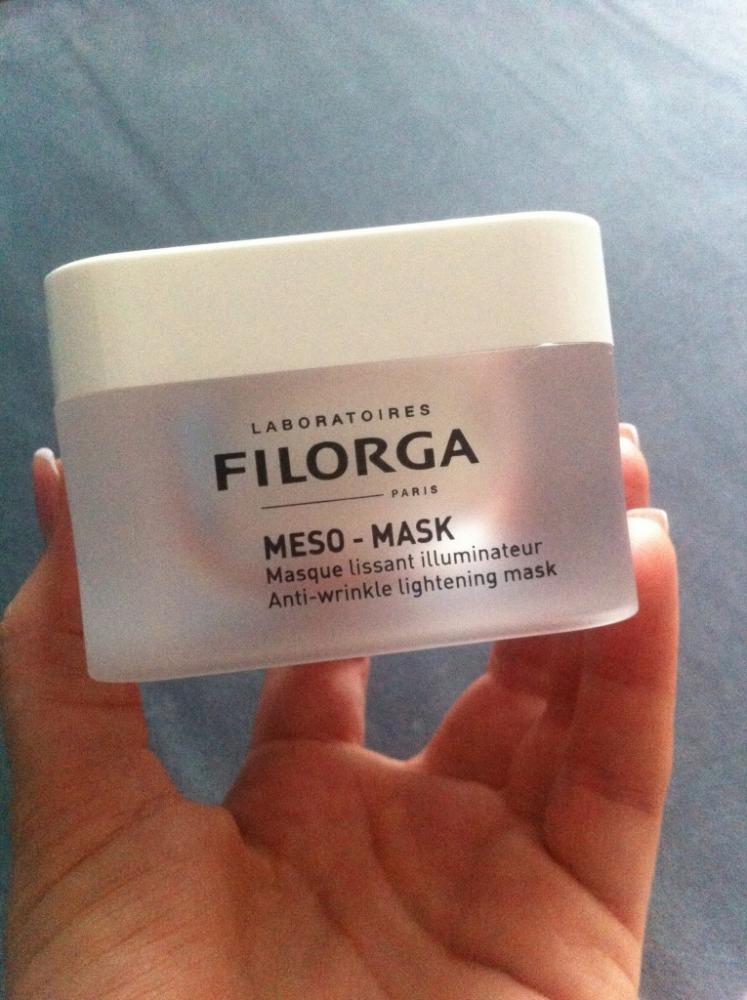 LABORATOIRES
FILORGA
PARIS
MESO - MASK
Masque lissant illuminateur
Anti-wrinkle lightening mask